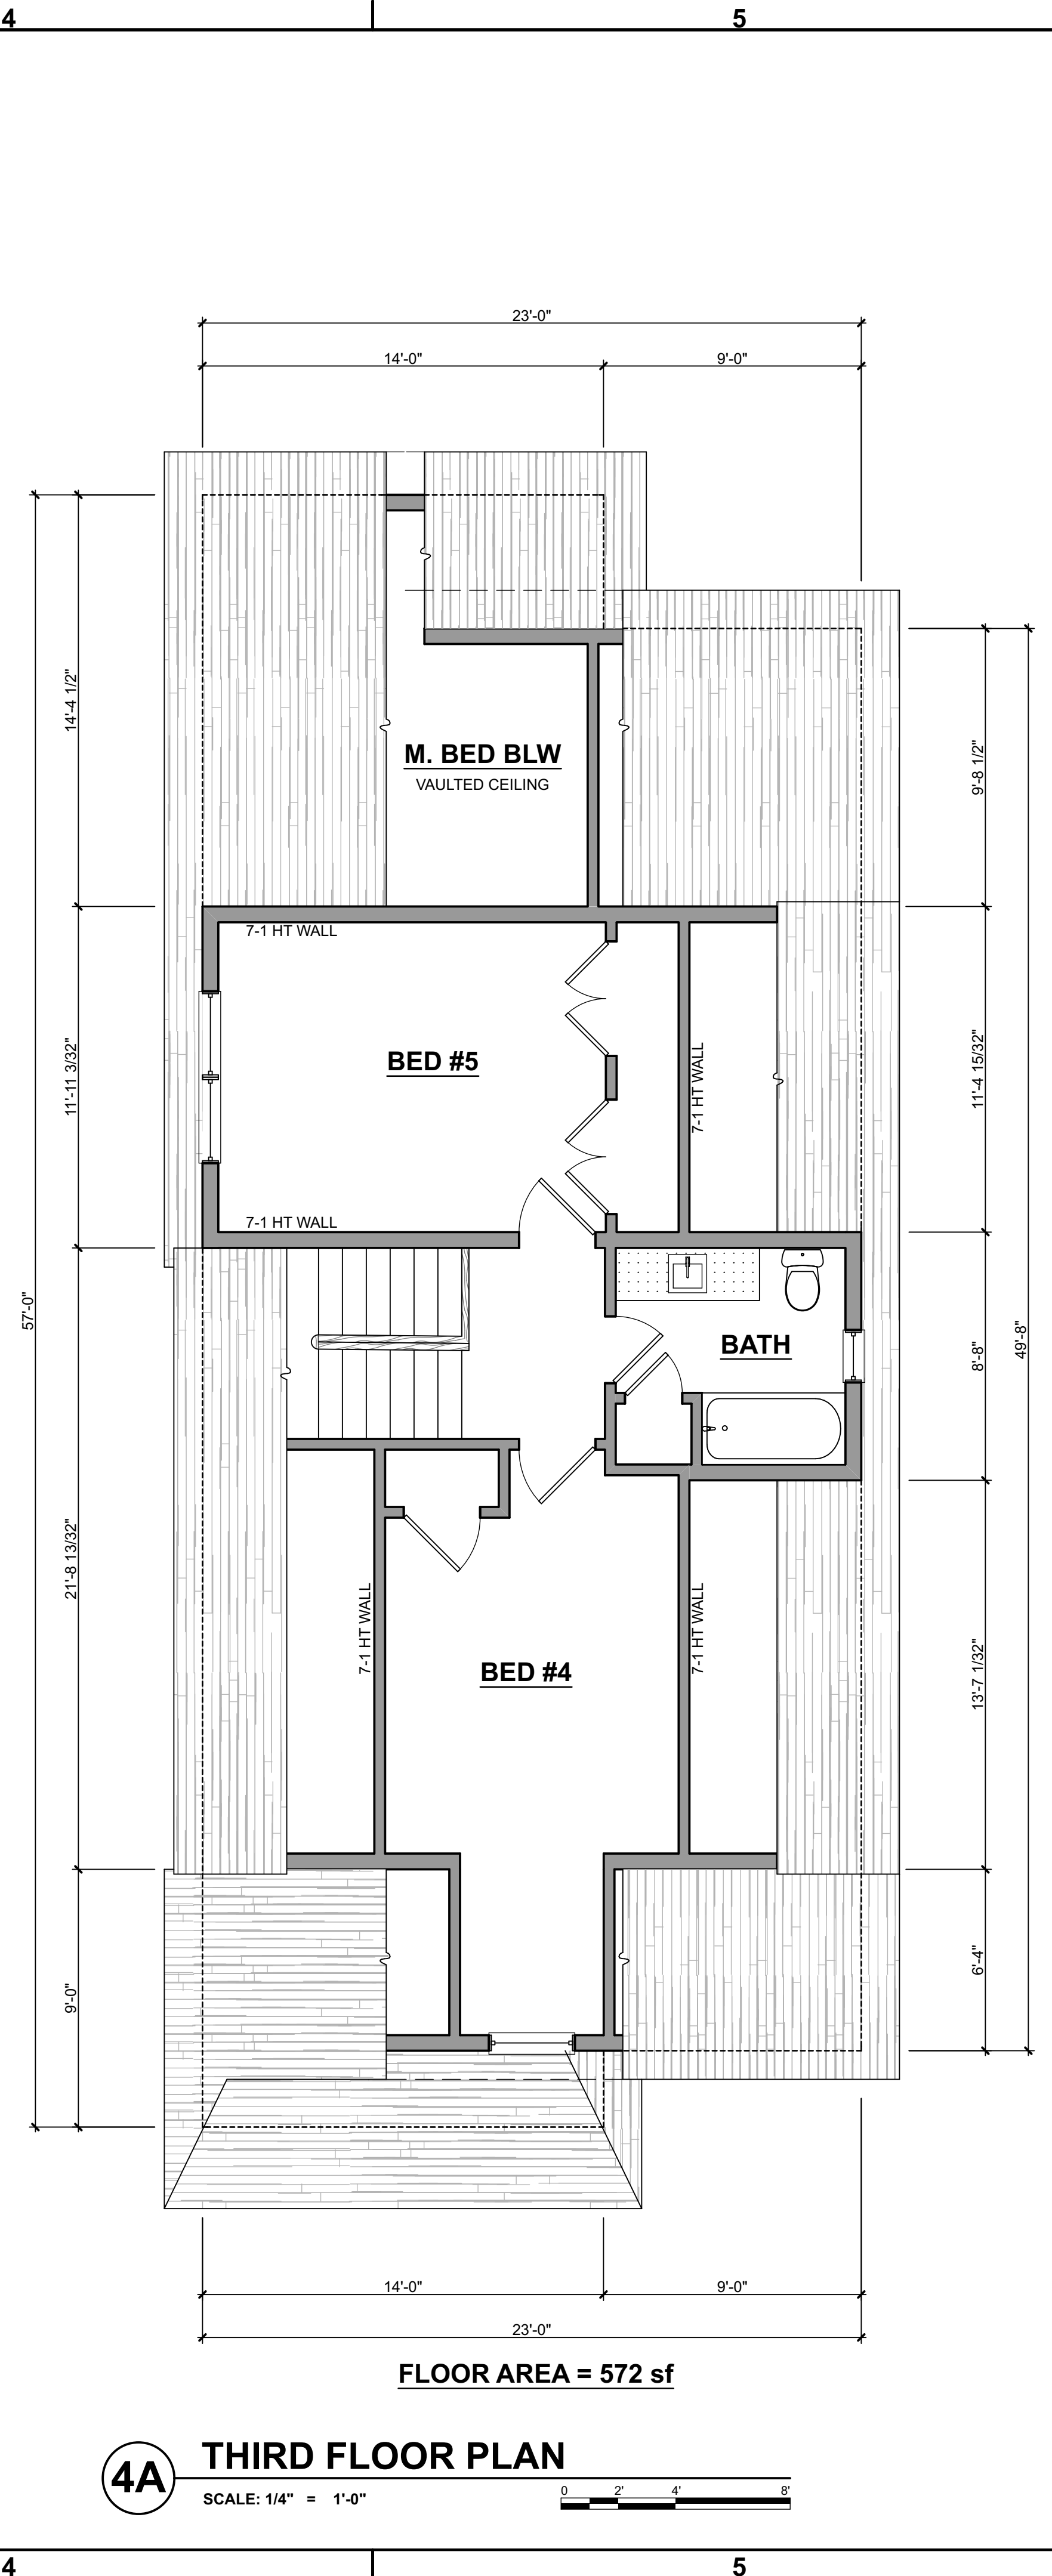 4
5
23'-0"
14'-0"
9'-0"
14'-4 1/2"
9'-8 1/2"
M. BED BLW
VAULTED CEILING
7-1 HT WALL
BED #5
11'-11 3/32"
7-1 HT WALL
11'-4 15/32"
7-1 HT WALL
57'-0"
BATH
8'-8"
49'-8"
21'-8 13/32"
7-1 HT WALL
7-1 HT WALL
BED #4
13'-7 1/32"
9'-0"
6'-4"
14'-0"
9'-0"
23'-0"
FLOOR AREA = 572 sf
4A
THIRD FLOOR PLAN
SCALE: 1/4" = 1'-0"
0 2' 4' 8'
4
5